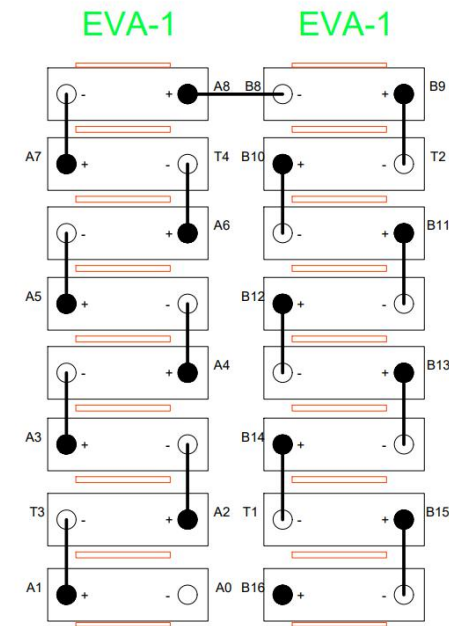 EVA-1 EVA-1
- + A8 B8 - + B9
A7 + - T4 B10 + - T2
- + A6 - + B11
A5 + - B12 + -
- + A4 - + B13
A3 + - B14 + -
T3 - + A2 T1 - + B15
A1 + - A0 B16 + -